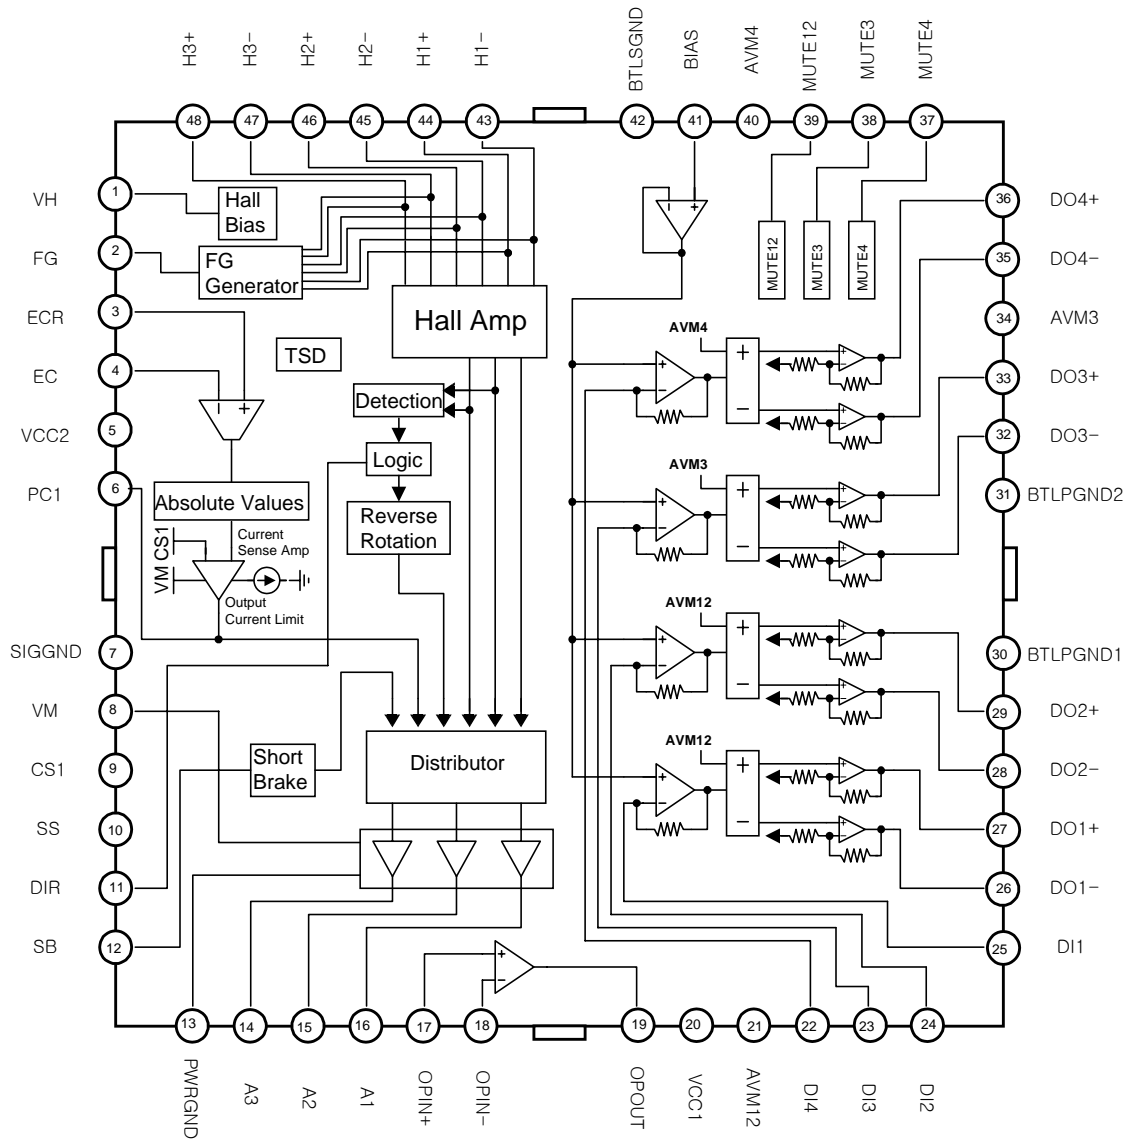 H3+
H3-
H2+
H2-
H1+
H1-
BTLSGND
BIAS
AVM4
MUTE12
MUTE3
MUTE4
48
47
46
45
44
43
42
41
40
39
38
37
VH
1
Hall
Bias
FG
2
FG
Generator
ECR
3
EC
4
VCC2
5
PC1
6
SIGGND
7
VM
8
CS1
9
SS
10
DIR
11
SB
12
Hall Amp
TSD
Detection
Logic
Reverse
Rotation
- +
Absolute Values
Current
Sense Amp
VM CS1
Output
Current Limit
Short
Brake
Distributor
+
-
- +
MUTE12
MUTE3
MUTE4
AVM4
+
-
+
-
+
-
+
-
AVM3
+
-
+
-
+
-
+
-
AVM12
+
-
+
-
+
-
+
-
AVM12
+
-
+
-
+
-
+
-
36
DO4+
35
DO4-
34
AVM3
33
DO3+
32
DO3-
31
BTLPGND2
30
BTLPGND1
29
DO2+
28
DO2-
27
DO1+
26
DO1-
25
DI1
13
14
15
16
17
18
19
20
21
22
23
24
PWRGND
A3
A2
A1
OPIN+
OPIN-
OPOUT
VCC1
AVM12
DI4
DI3
DI2